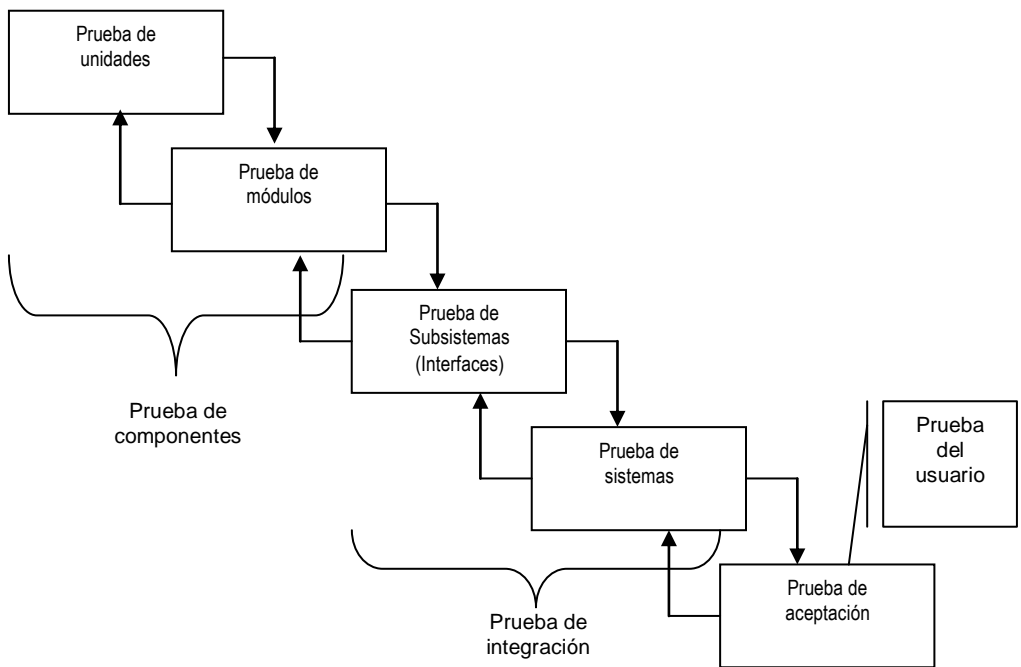 Prueba de
unidades
Prueba de
módulos
Prueba de
Subsistemas
(Interfaces)
Prueba de
componentes
Prueba
del
usuario
Prueba de
sistemas
Prueba de
aceptación
Prueba de
integración